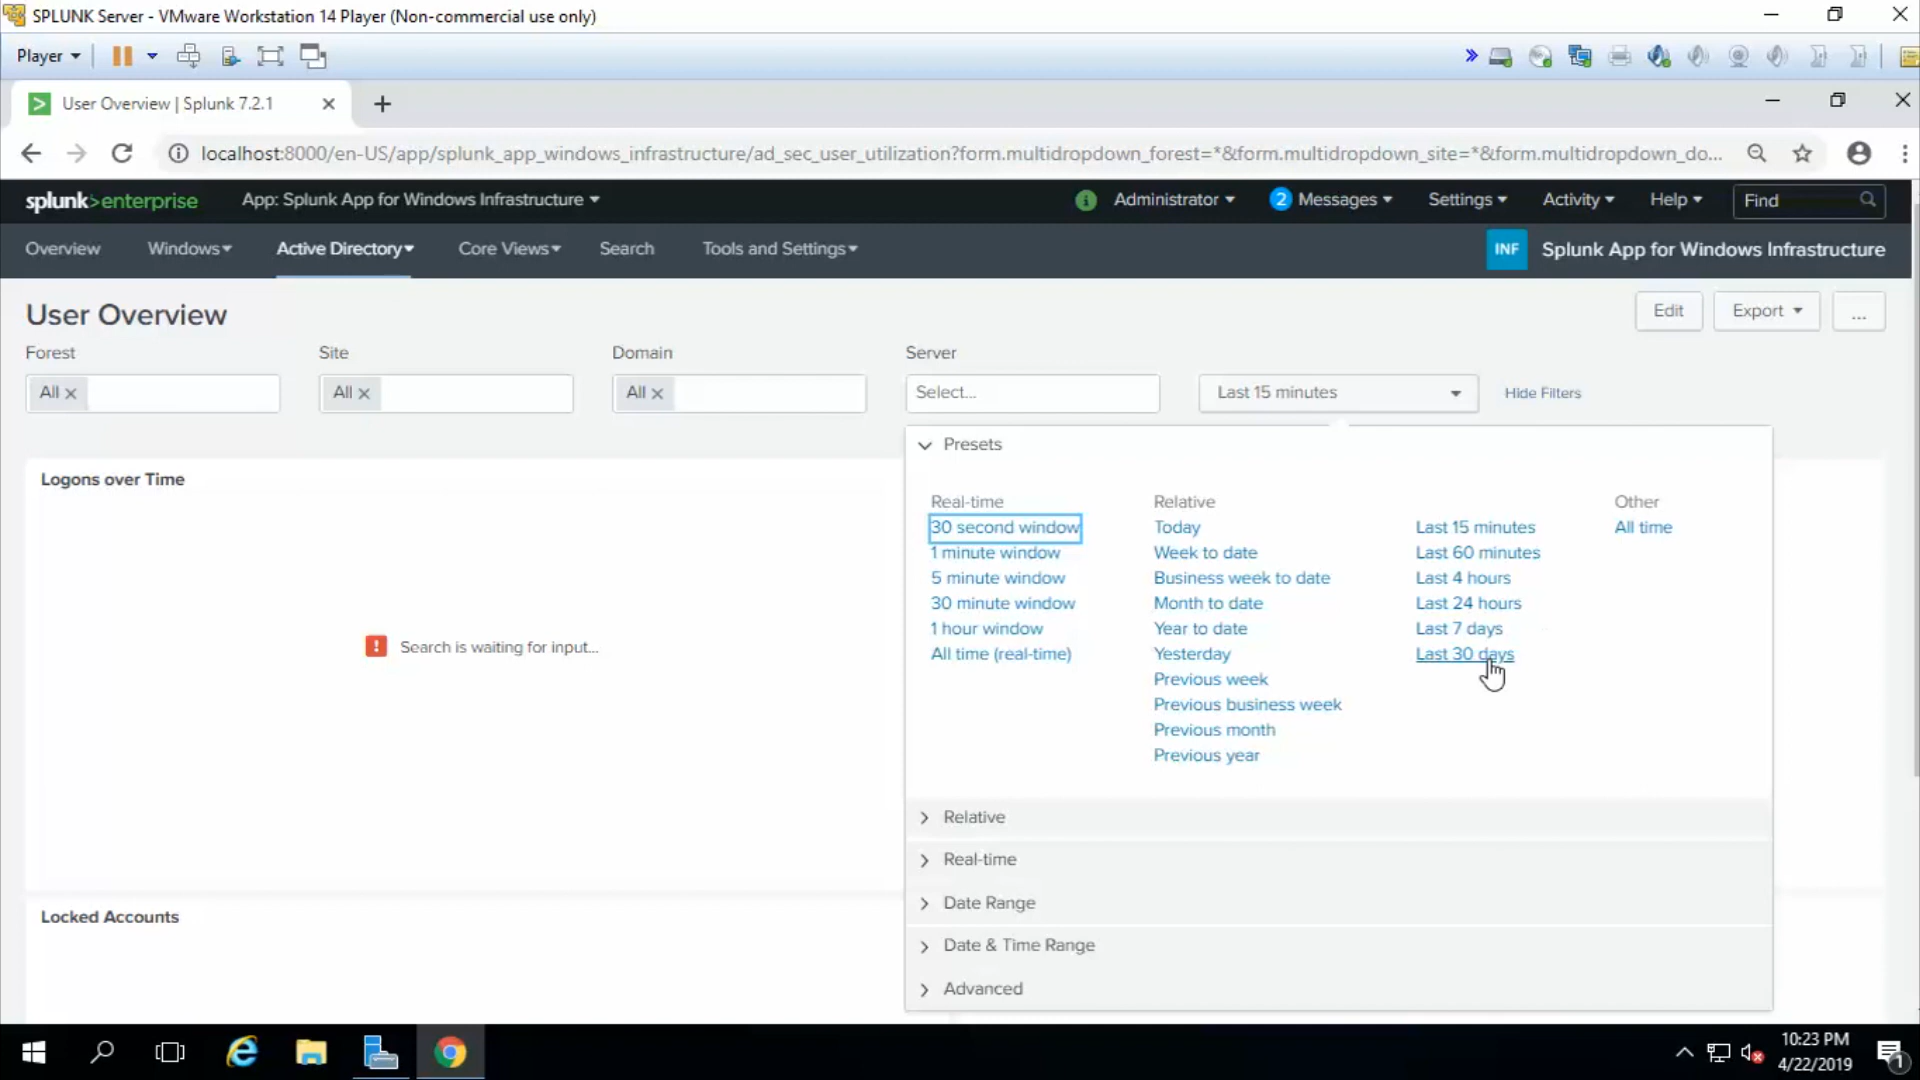 SPLUNK Server - VMware Workstation 14 Player (Non-commercial use only)
Player
User Overview | Splunk 7.2.1
localhost:8000/en-US/app/splunk_app_windows_infrastructure/ad_sec_user_utilization?form.multidropdown_forest=*&form.multidropdown_site=*&form.multidropdown_do...
splunk>enterprise App: Splunk App for Windows Infrastructure i Administrator 2 Messages Settings Activity Help Find
Overview Windows Active Directory Core Views Search Tools and Settings INF Splunk App for Windows Infrastructure
User Overview Edit Export ...
Forest Site Domain Server
All All All Select... Last 15 minutes Hide Filters
Presets
Logons over Time
Real-time Relative Other
30 second window Today Last 15 minutes All time
1 minute window Week to date Last 60 minutes
5 minute window Business week to date Last 4 hours
30 minute window Month to date Last 24 hours
1 hour window Year to date Last 7 days
! Search is waiting for input... All time (real-time) Yesterday Last 30 days
Previous week
Previous business week
Previous month
Previous year
Relative
Real-time
Date Range
Locked Accounts
Date & Time Range
Advanced
10:23 PM
4/22/2019
1